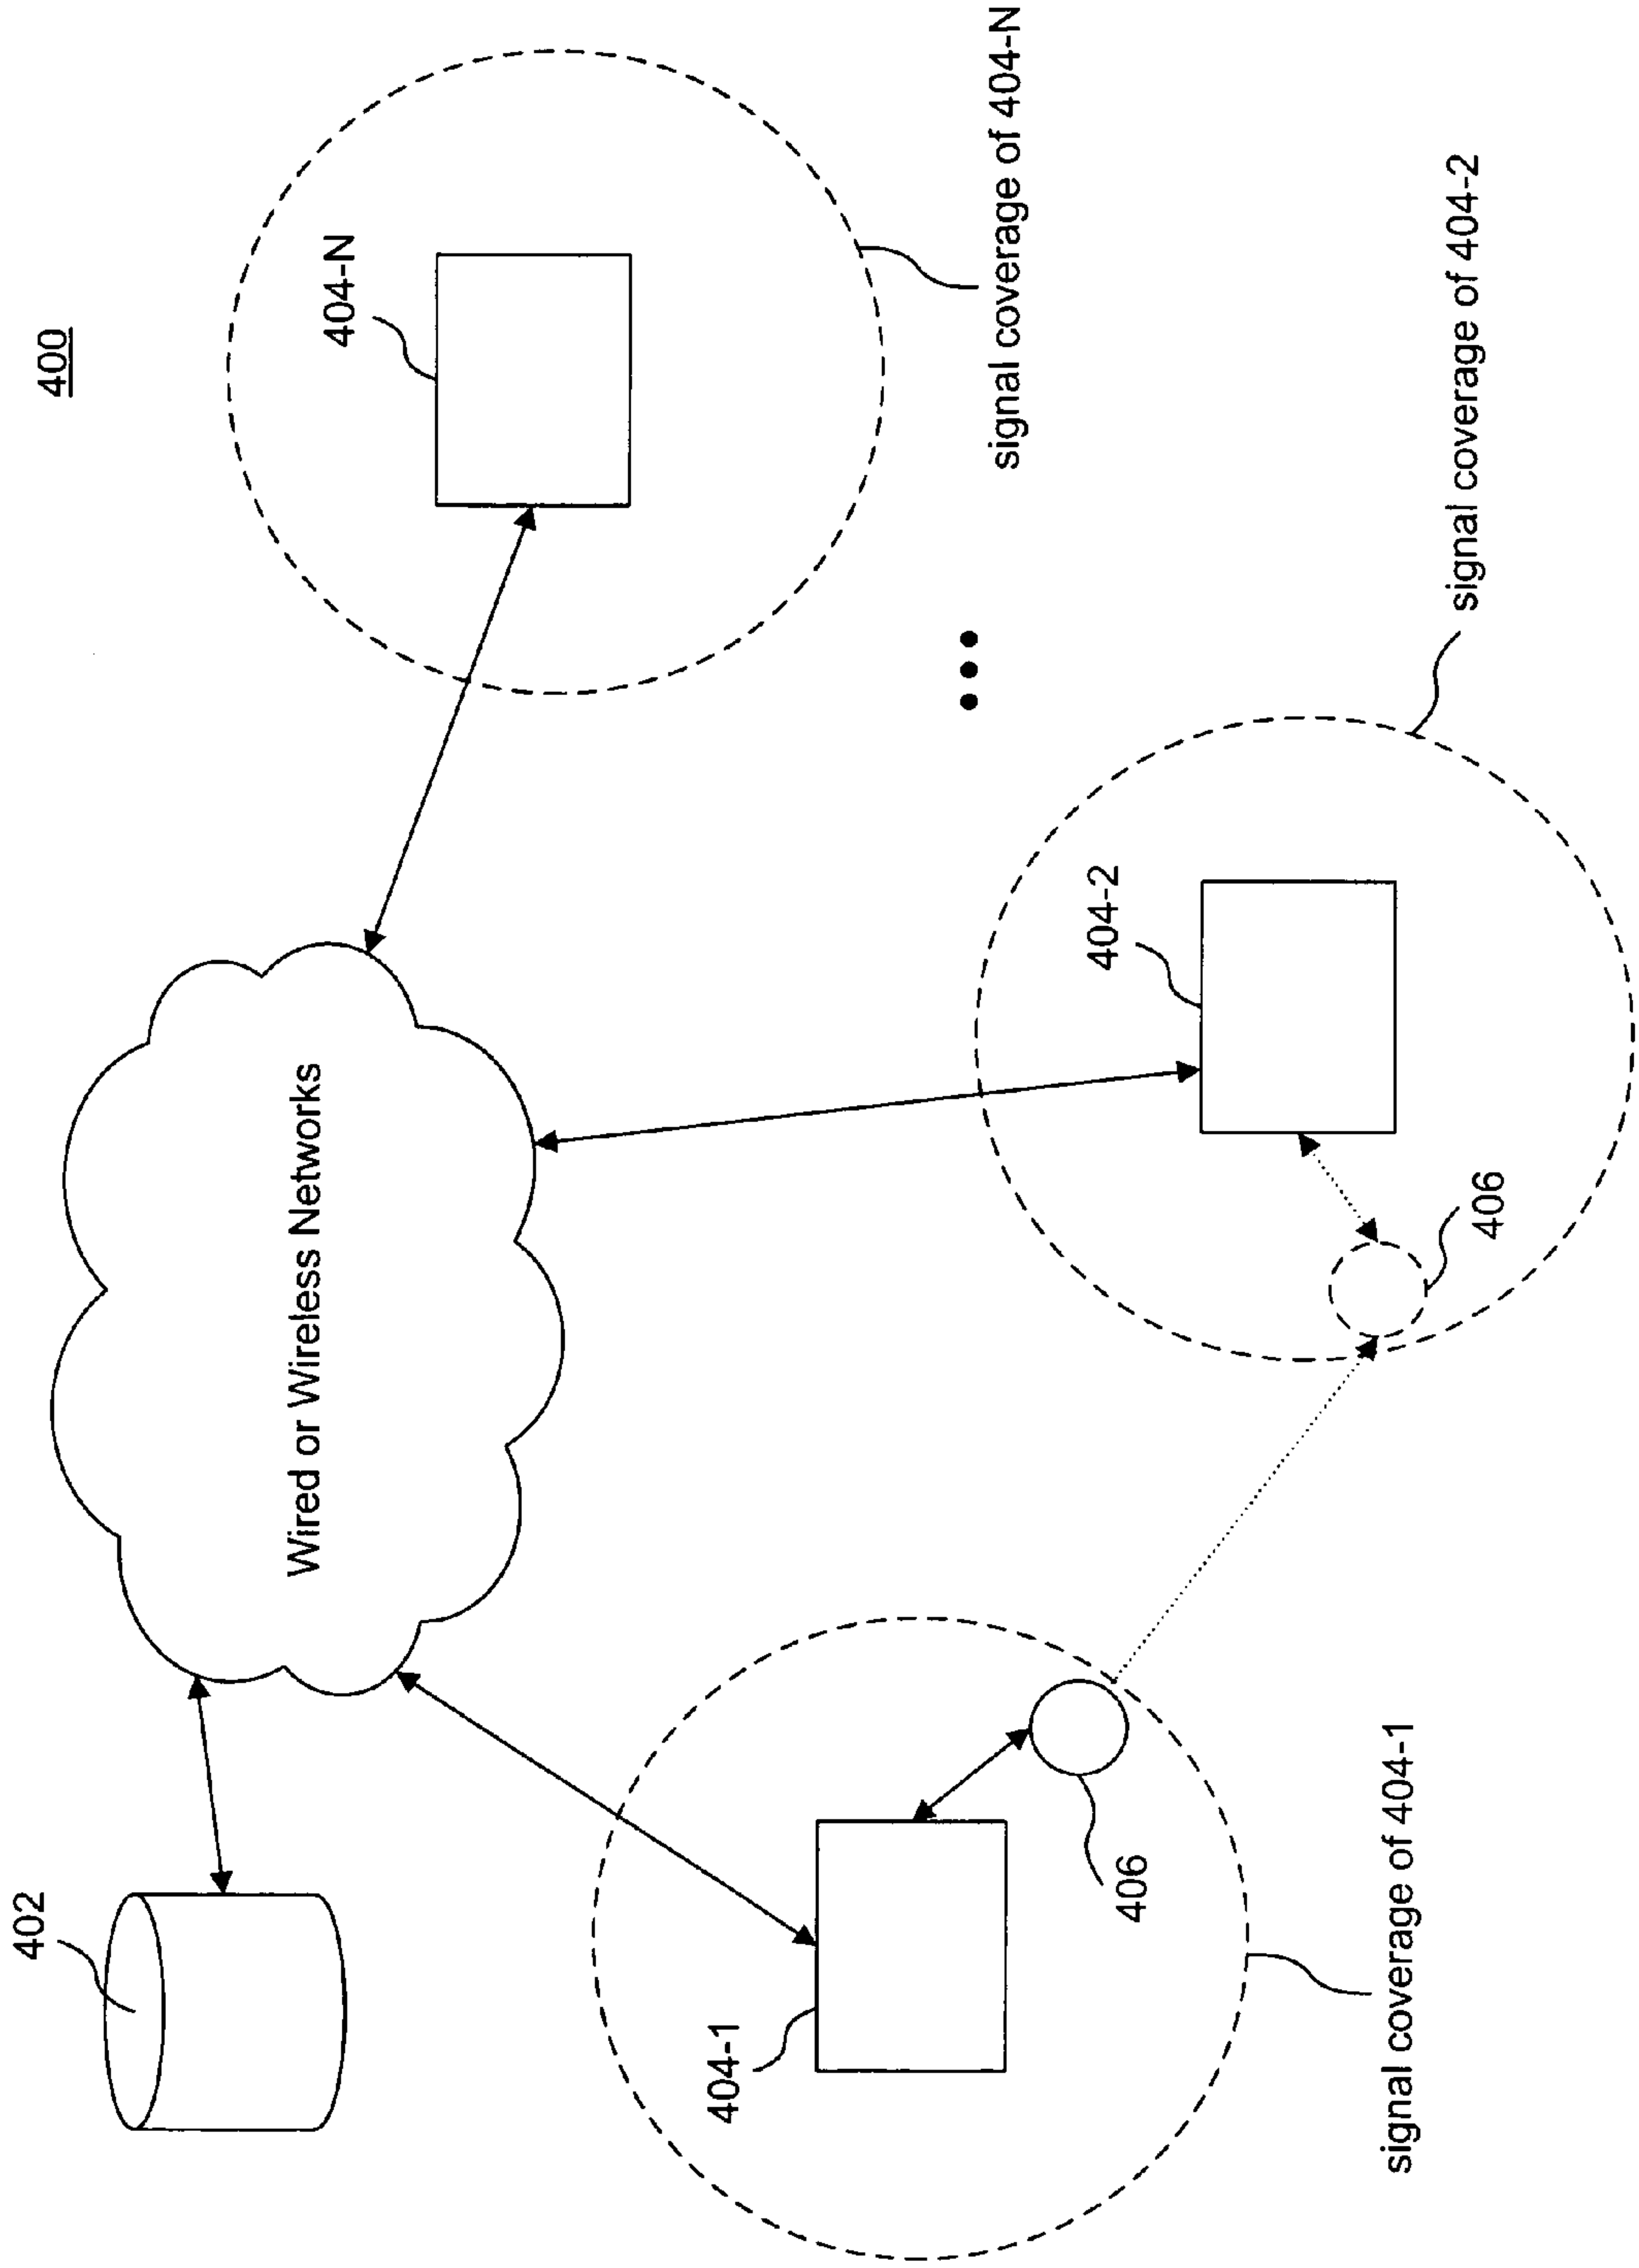 400
402
Wired or Wireless Networks
404-N
signal coverage of 404-N
404-1
406
signal coverage of 404-1
404-2
406
signal coverage of 404-2